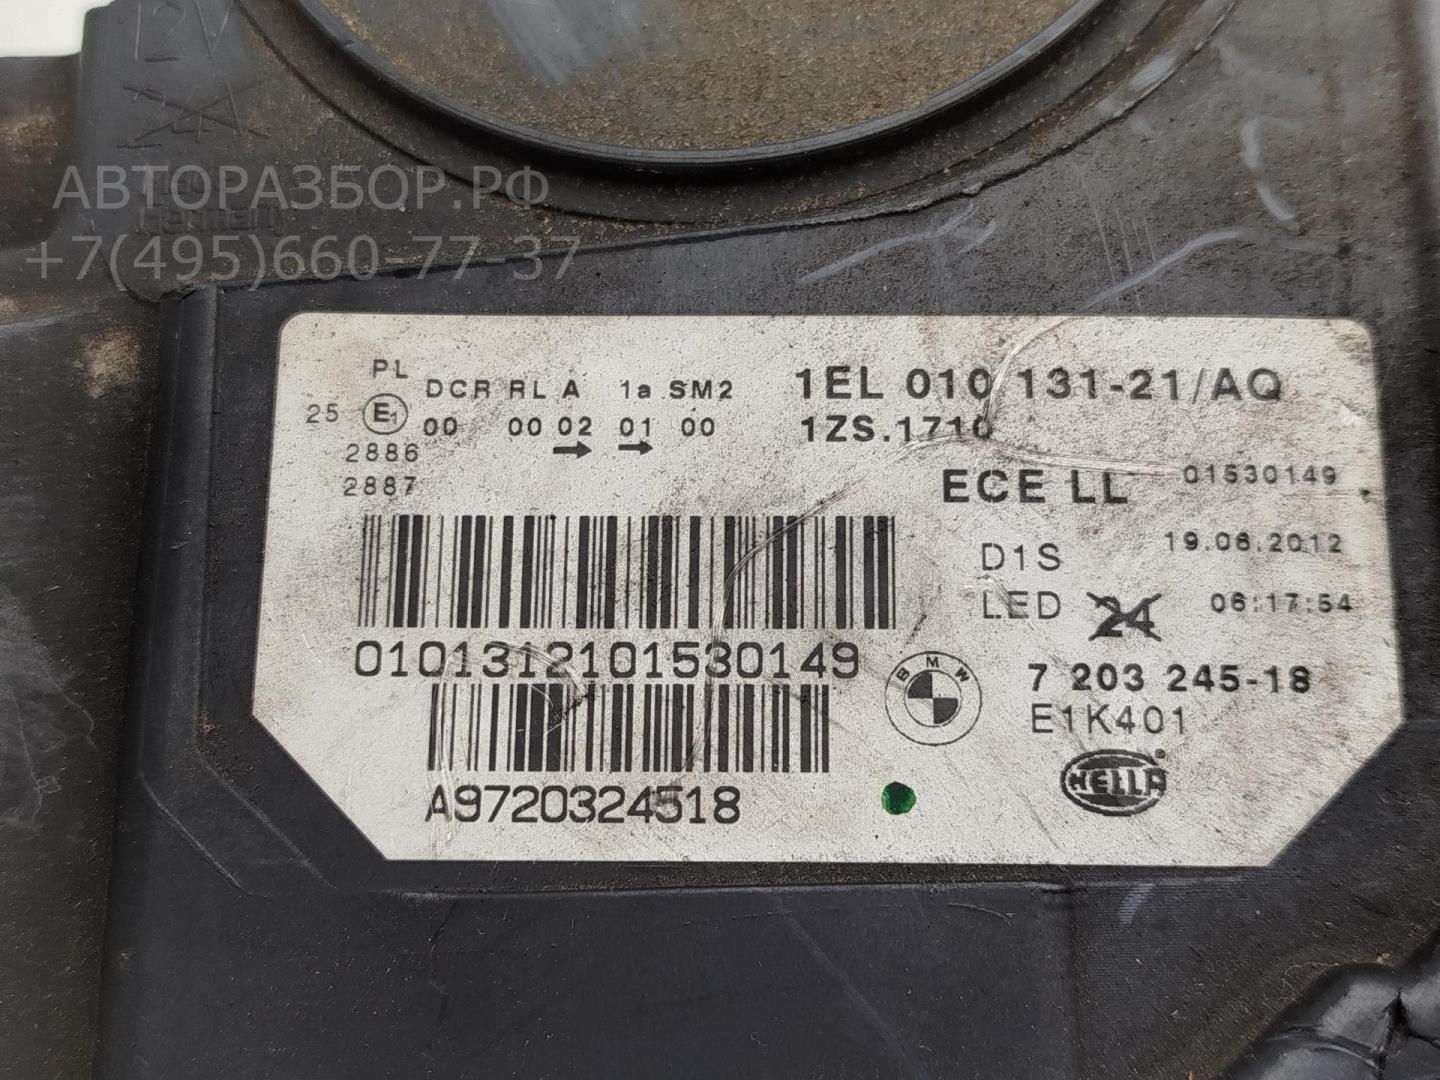 12V
АВТОРАЗБОР.РФ
+7(495)660-77-37
PL
DCR RL A 1a SM2
25 E1 00 00 02 01 00
2886
2887
1EL 010 131-21/AQ
1ZS.1710
ECE LL 01530149
D1S 19.06.2012
LED 24 06:17:54
0101312101530149
BMW
7 203 245-18
E1K401
HELLA
A9720324518